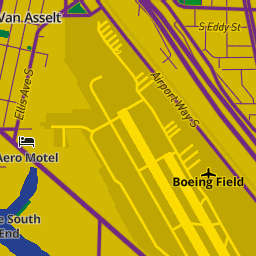 Van Asselt
S Eddy St
Ellis Ave S
Airport Way S
Aero Motel
Boeing Field
e South
End